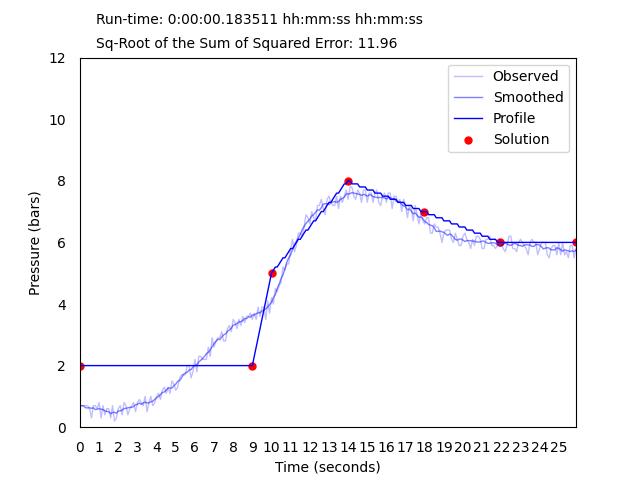 Run-time: 0:00:00.183511 hh:mm:ss hh:mm:ss
Sq-Root of the Sum of Squared Error: 11.96
12
10
8
6
4
2
0
Pressure (bars)
Observed
Smoothed
Profile
Solution
0 1 2 3 4 5 6 7 8 9 10 11 12 13 14 15 16 17 18 19 20 21 22 23 24 25
Time (seconds)